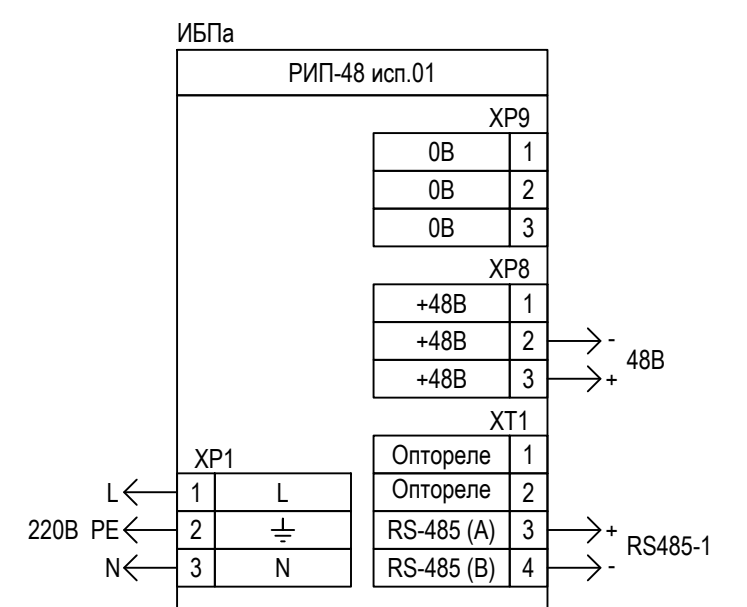 ИБПа
РИП-48 исп.01
XP9
0В 1
0В 2
0В 3
XP8
+48В 1
+48В 2 -
48В
+48В 3 +
XT1
Оптореле 1
Оптореле 2
RS-485 (A) 3 +
RS485-1
RS-485 (B) 4 -
XP1
L 1 L
220В PE 2
N 3 N